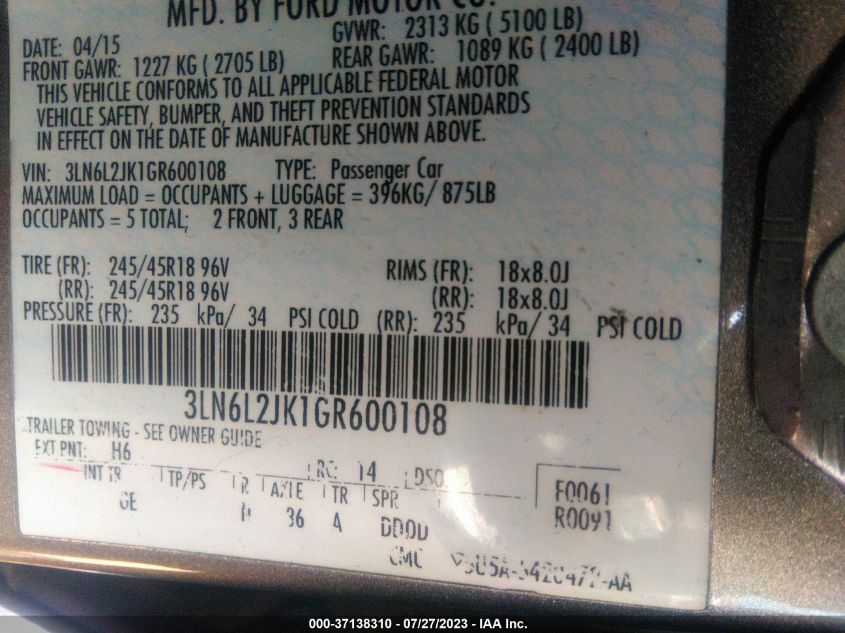 MFD. BY FORD MOTOR CO.
DATE: 04/15 GVWR: 2313 KG ( 5100 LB)
FRONT GAWR: 1227 KG ( 2705 LB) REAR GAWR: 1089 KG ( 2400 LB)
THIS VEHICLE CONFORMS TO ALL APPLICABLE FEDERAL MOTOR
VEHICLE SAFETY, BUMPER, AND THEFT PREVENTION STANDARDS
IN EFFECT ON THE DATE OF MANUFACTURE SHOWN ABOVE.
VIN: 3LN6L2JK1GR600108 TYPE: Passenger Car
MAXIMUM LOAD = OCCUPANTS + LUGGAGE = 396KG/ 875LB
OCCUPANTS = 5 TOTAL; 2 FRONT, 3 REAR
TIRE (FR): 245/45R18 96V RIMS (FR): 18x8.0J
(RR): 245/45R18 96V (RR): 18x8.0J
PRESSURE (FR): 235 kPa/ 34 PSI COLD (RR): 235 kPa/ 34 PSI COLD
3LN6L2JK1GR600108
TRAILER TOWING - SEE OWNER GUIDE
EXT PNT: H6 RC: 14 DSO
INT TR TP/PS R AXLE TR SPR F0061
GE 36 4 DDDD R0091
CMC
000-37138310 / 07/27/2023 - IAA Inc.